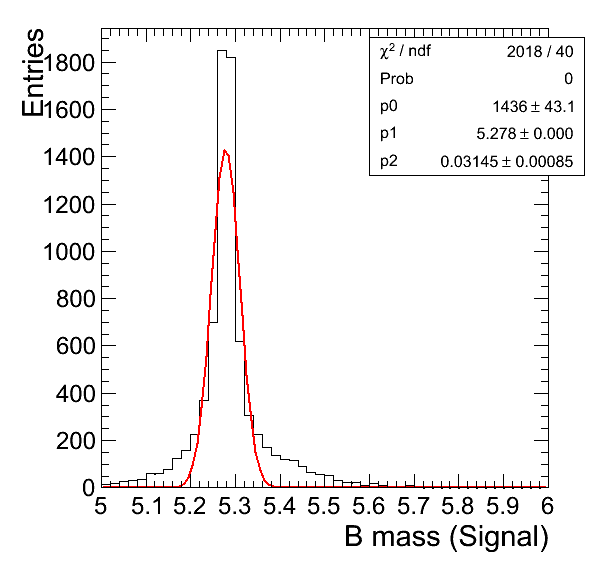 Entries
1800
1600
1400
1200
1000
800
600
400
200
0
χ² / ndf 2018 / 40
Prob 0
p0 1436 ± 43.1
p1 5.278 ± 0.000
p2 0.03145 ± 0.00085
5 5.1 5.2 5.3 5.4 5.5 5.6 5.7 5.8 5.9 6
B mass (Signal)